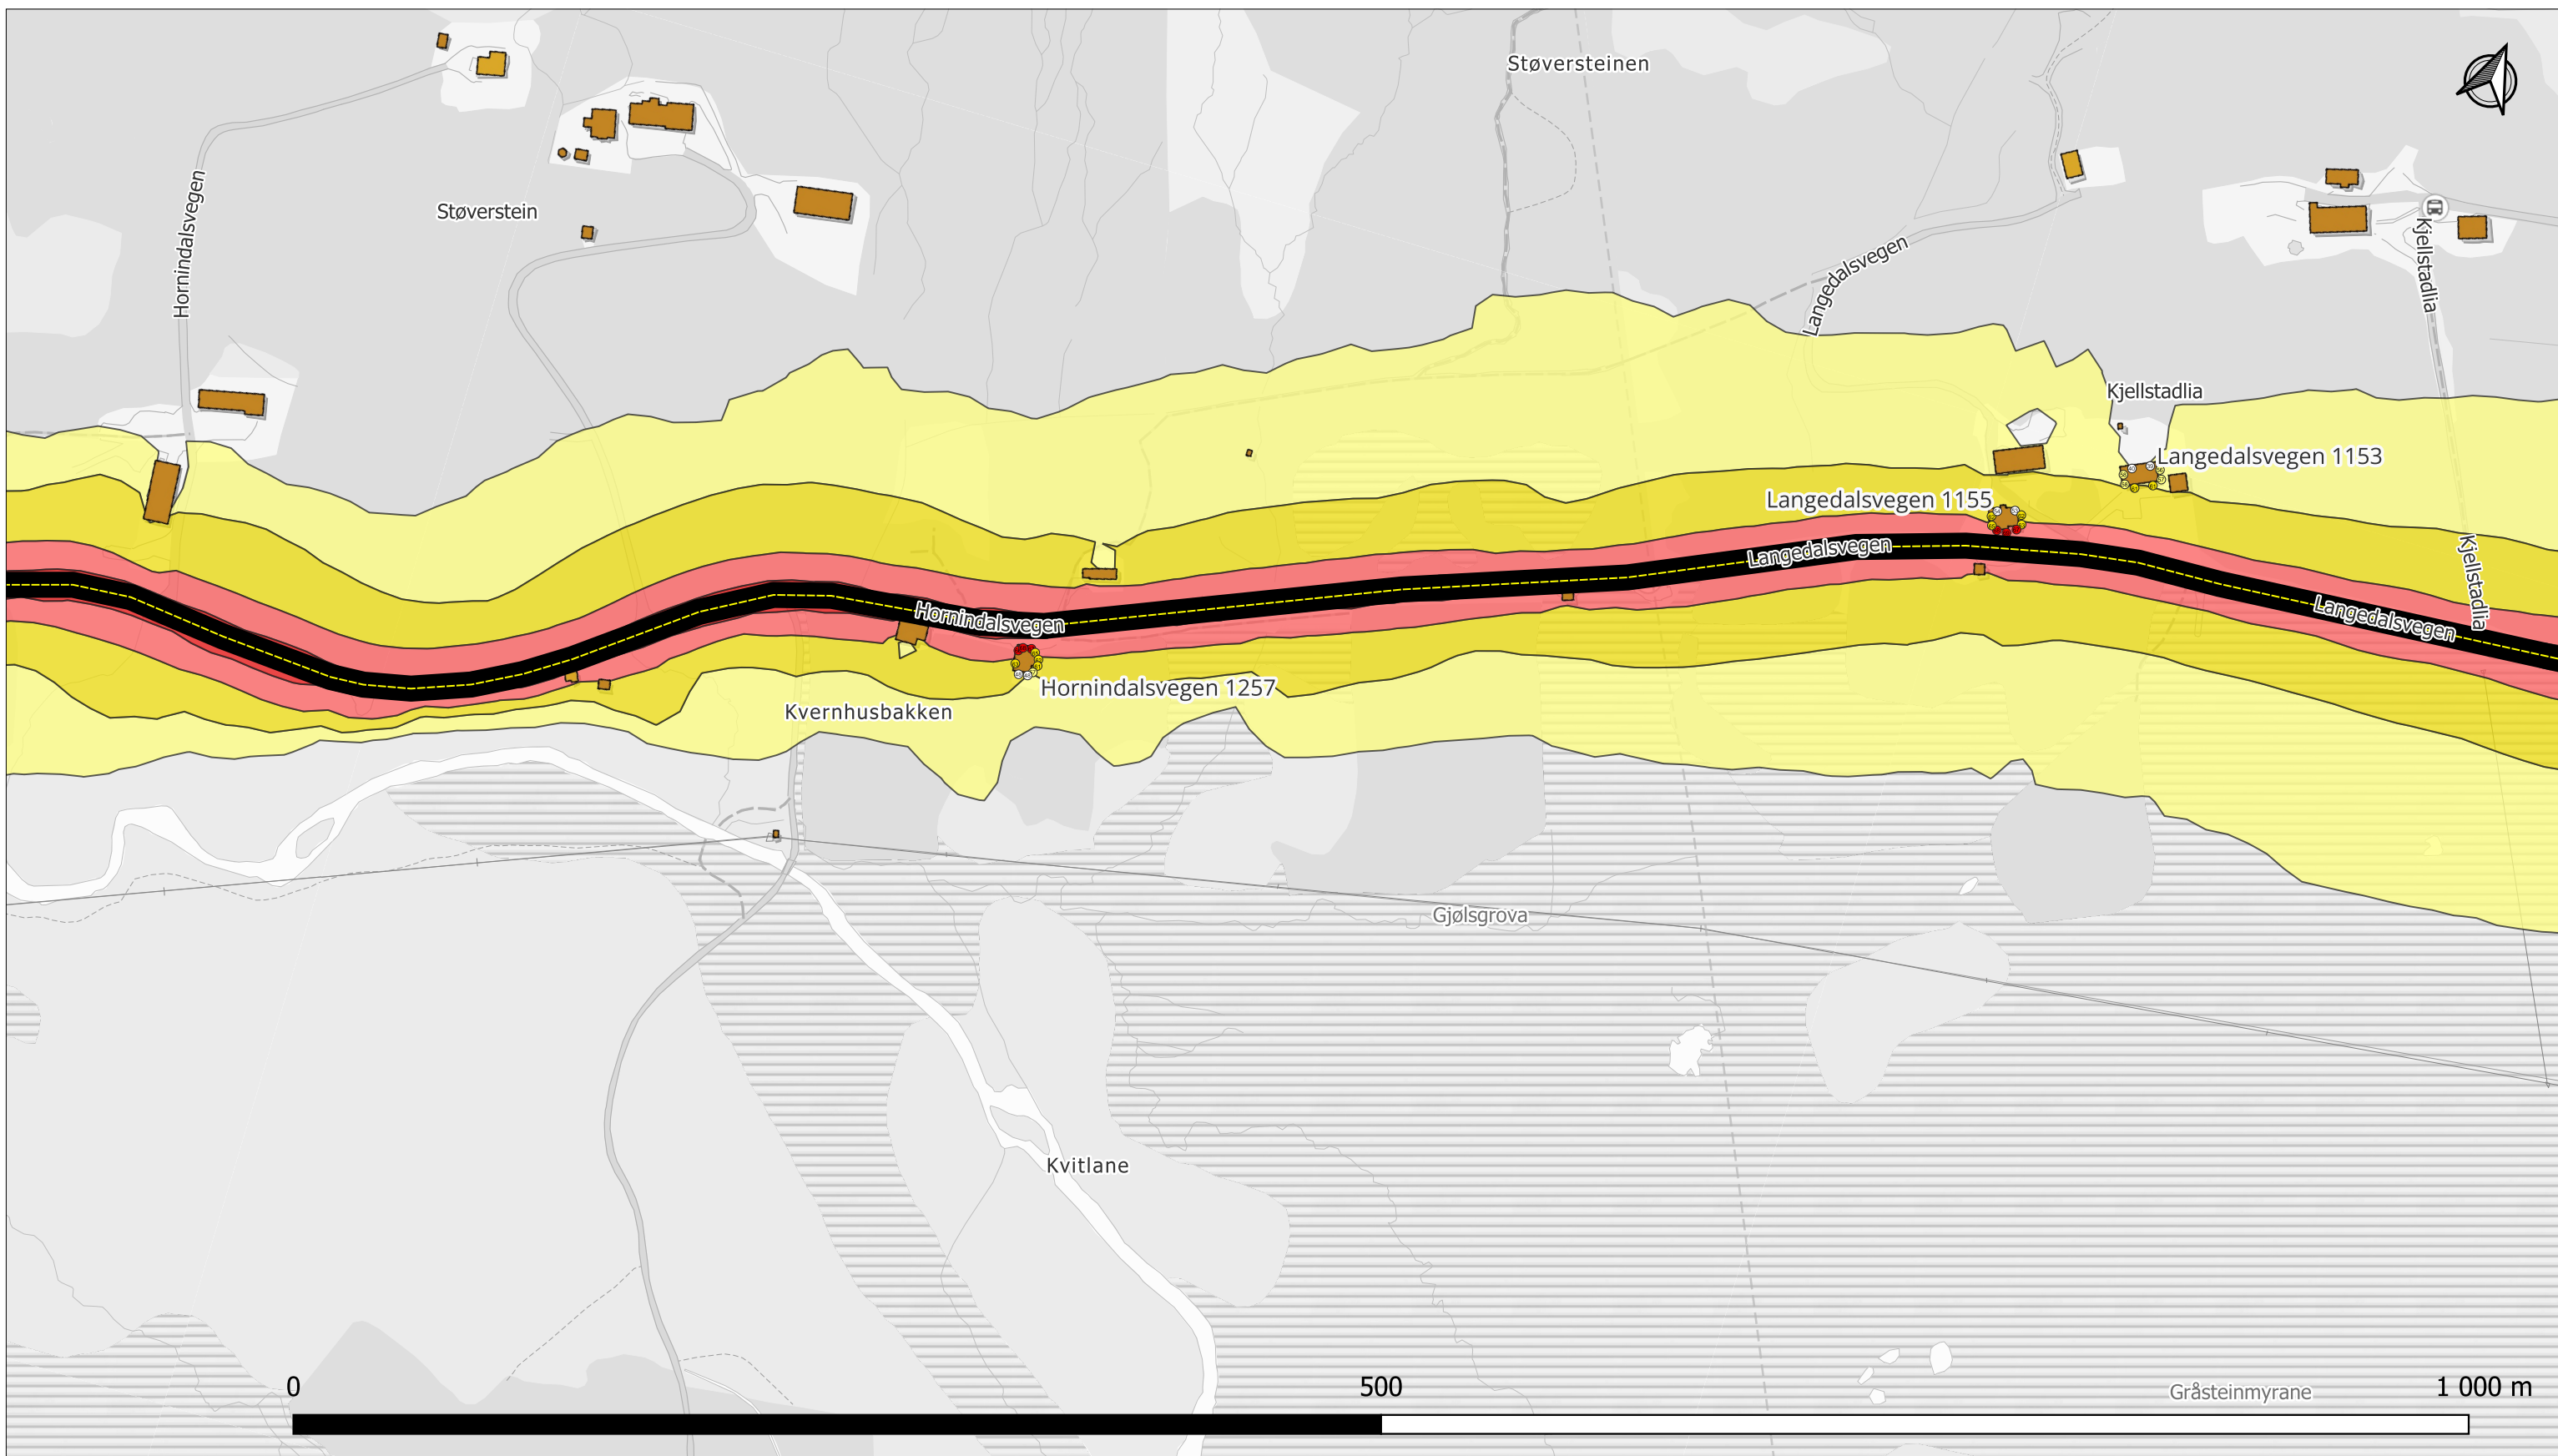 Støversteinen
Hornindalsvegen
Støverstein
Langedalsvegen
Kjellstadlia
Kjellstadlia
Langedalsvegen 1153
Langedalsvegen 1155
Langedalsvegen
Kjellstadlia
Hornindalsvegen
Langedalsvegen
Hornindalsvegen 1257
Kvernhusbakken
Gjølsgrova
Kvitlane
0
500
1 000 m
Gråsteinmyrane